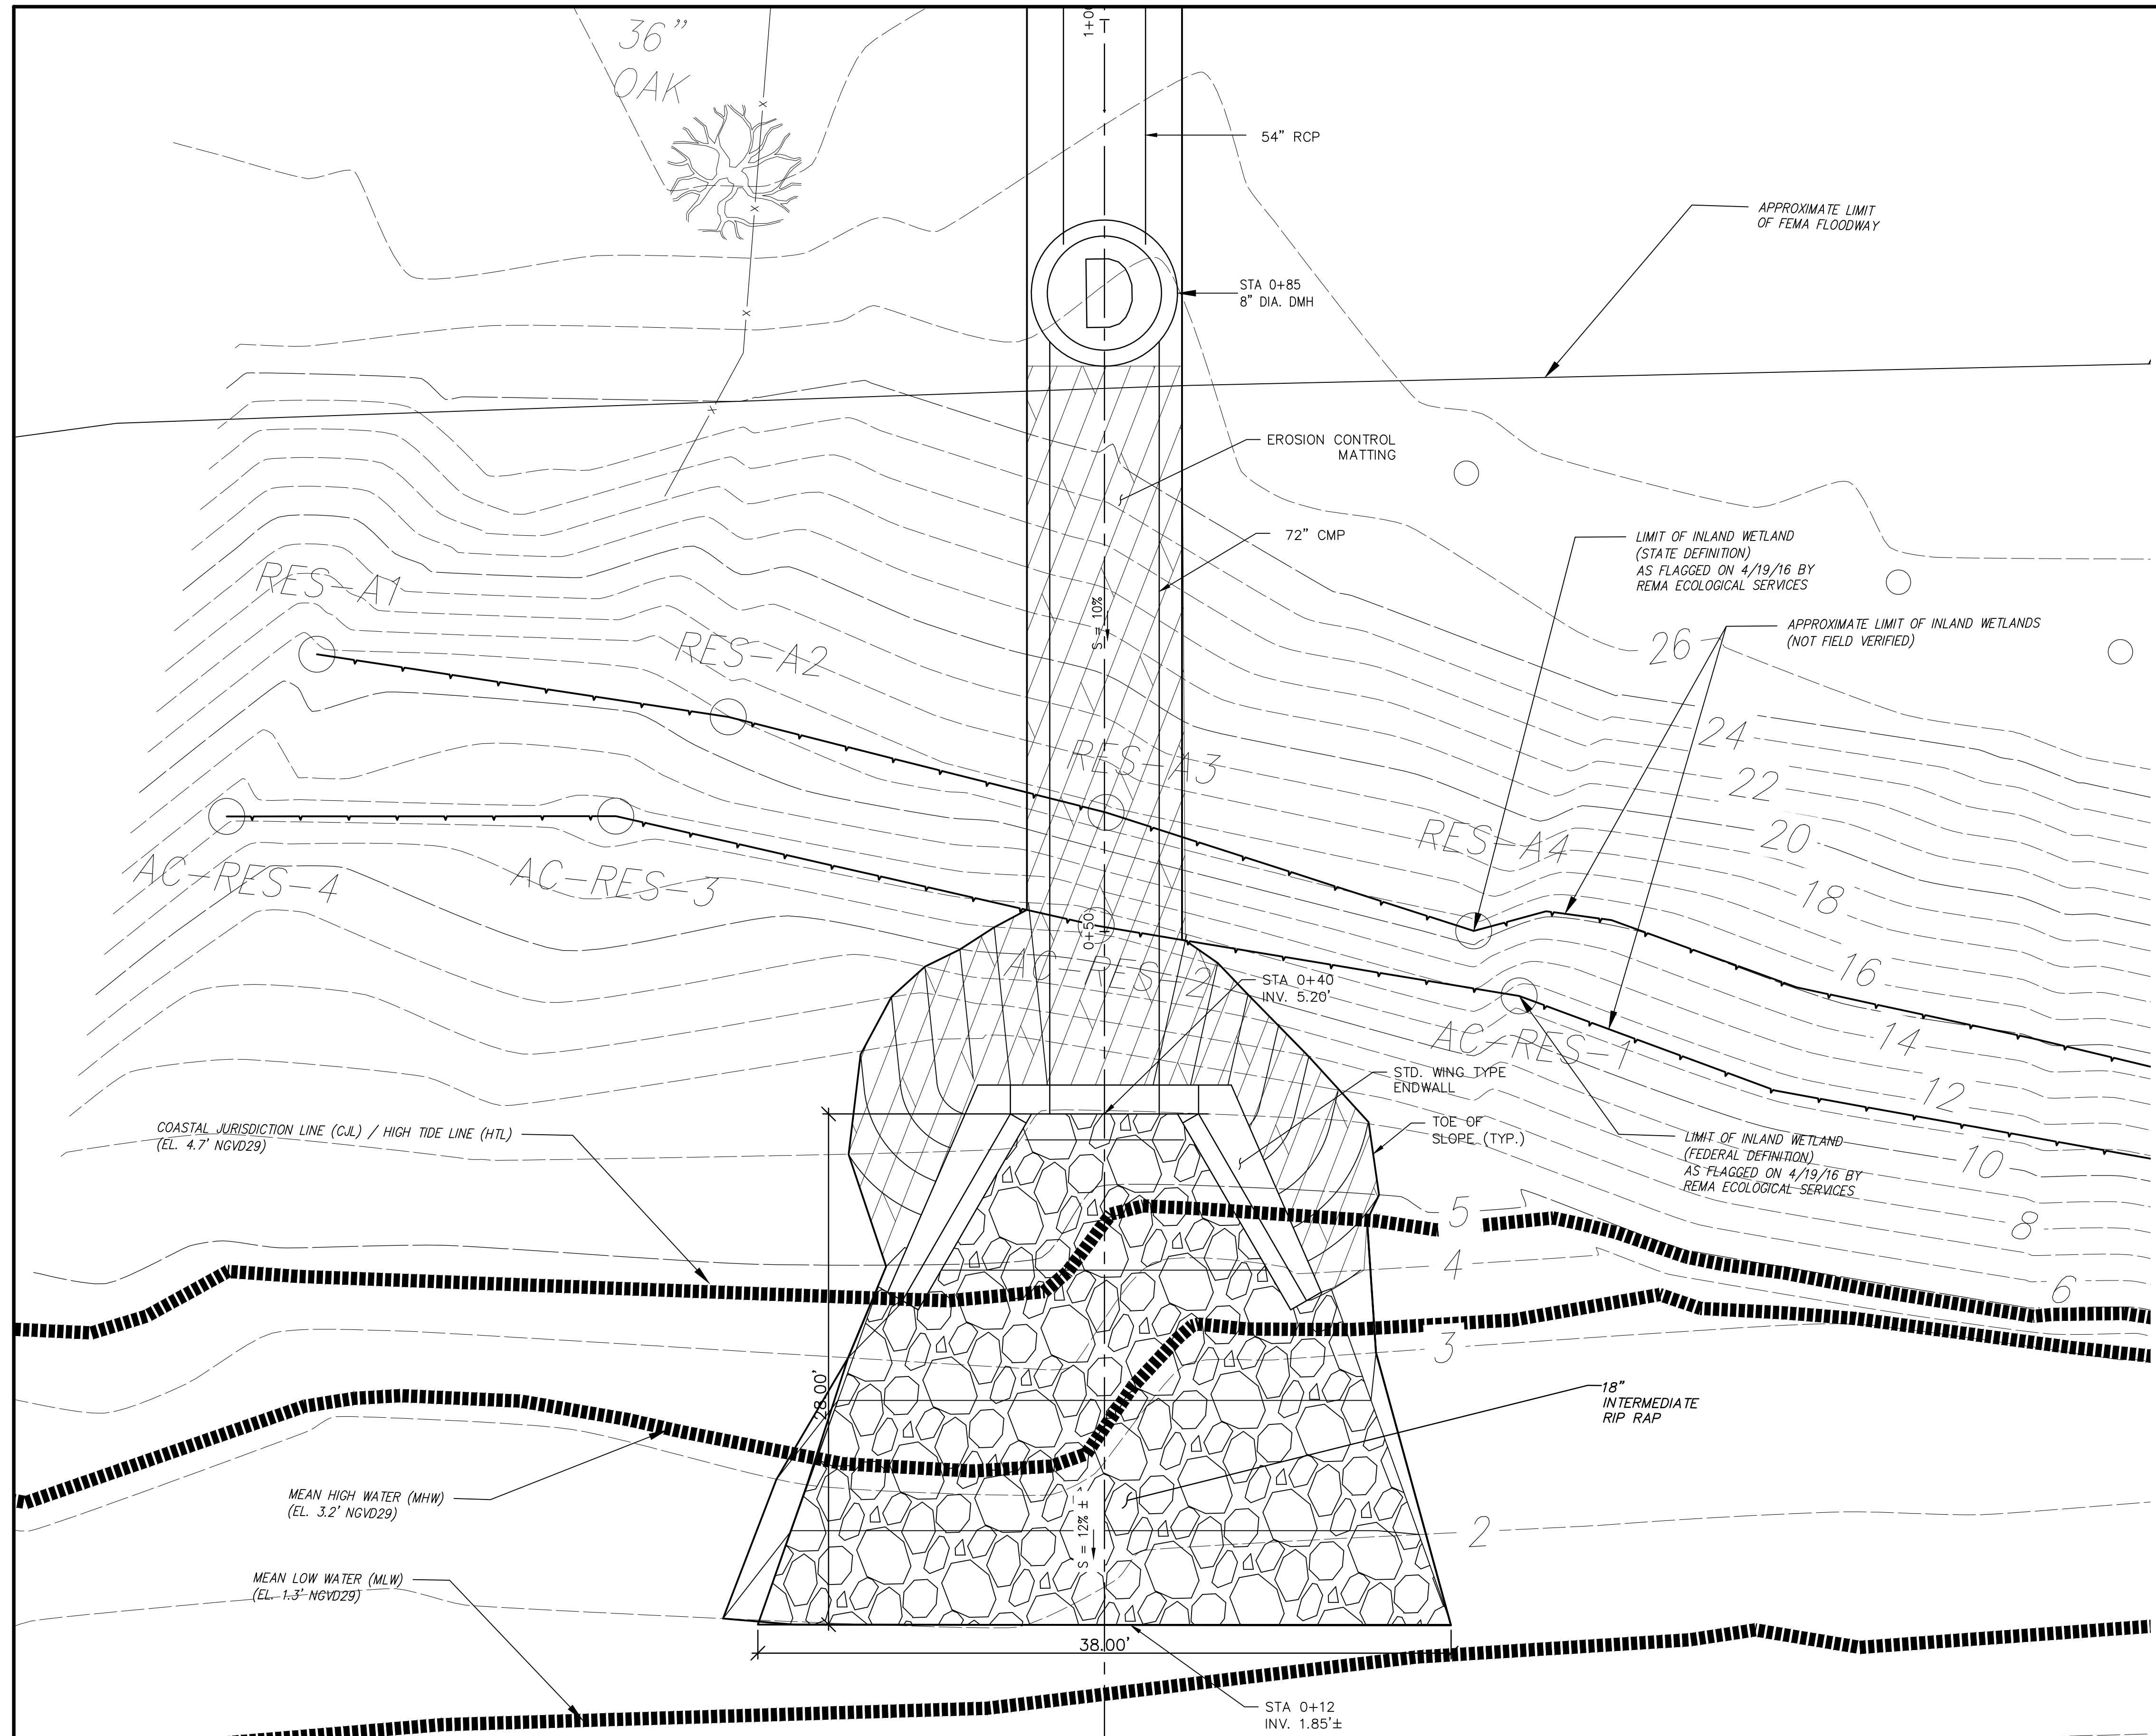 36"
OAK
1+00
54" RCP
APPROXIMATE LIMIT
OF FEMA FLOODWAY
D
STA 0+85
8" DIA. DMH
EROSION CONTROL
MATTING
72" CMP
LIMIT OF INLAND WETLAND
(STATE DEFINITION)
AS FLAGGED ON 4/19/16 BY
REMA ECOLOGICAL SERVICES
S = 10%
RES-A1
RES-A2
RES-A3
RES-A4
APPROXIMATE LIMIT OF INLAND WETLANDS
(NOT FIELD VERIFIED)
26
24
22
20
18
16
14
12
10
8
6
5
4
3
2
AC-RES-4
AC-RES-3
AC-RES-2
AC-RES-1
0+50
STA 0+40
INV. 5.20'
STD. WING TYPE
ENDWALL
TOE OF
SLOPE (TYP.)
LIMIT OF INLAND WETLAND
(FEDERAL DEFINITION)
AS FLAGGED ON 4/19/16 BY
REMA ECOLOGICAL SERVICES
COASTAL JURISDICTION LINE (CJL) / HIGH TIDE LINE (HTL)
(EL. 4.7' NGVD29)
28.00'
18"
INTERMEDIATE
RIP RAP
MEAN HIGH WATER (MHW)
(EL. 3.2' NGVD29)
S = 12% ±
MEAN LOW WATER (MLW)
(EL. 1.3' NGVD29)
38.00'
STA 0+12
INV. 1.85'±